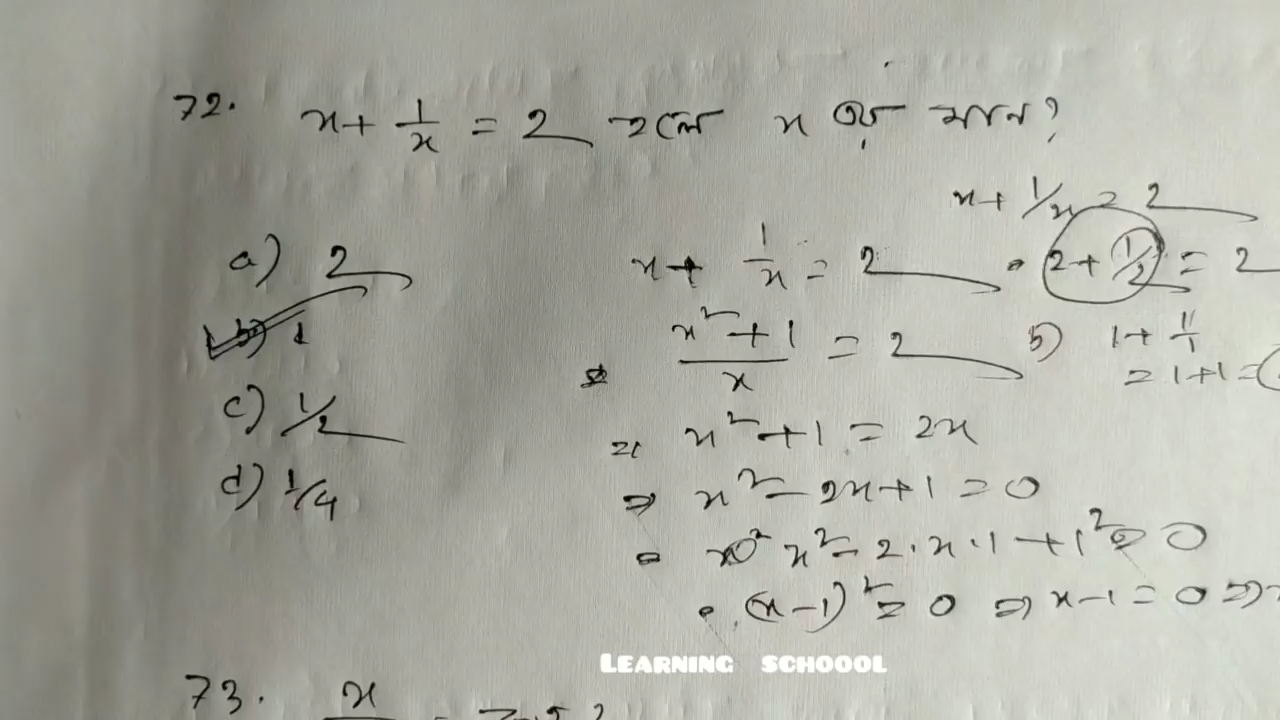 72. x + 1/x = 2 হলে x এর মান?
a) 2
b) 1
c) 1/2
d) 1/4
x + 1/x = 2
x + 1/x = 2
(x² + 1)/x = 2
⇒ x² + 1 = 2x
⇒ x² - 2x + 1 = 0
= x² - 2·x·1 + 1² = 0
(x-1)² = 0 ⇒ x-1 = 0 ⇒
2 + 1/2 = 2
b) 1 + 1/1
= 1+1 =
LEARNING SCHOOOL
73. x